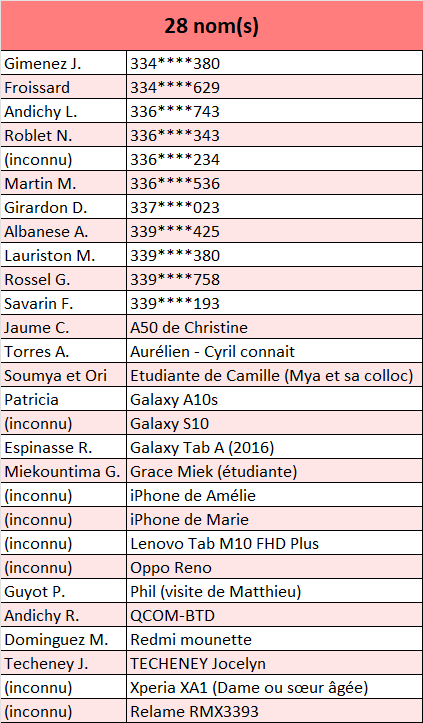 28 nom(s)
Gimenez J. 334****380
Froissard 334****629
Andichy L. 336****743
Roblet N. 336****343
(inconnu) 336****234
Martin M. 336****536
Girardon D. 337****023
Albanese A. 339****425
Lauriston M. 339****380
Rossel G. 339****758
Savarin F. 339****193
Jaume C. A50 de Christine
Torres A. Aurélien - Cyril connait
Soumya et Ori Etudiante de Camille (Mya et sa colloc)
Patricia Galaxy A10s
(inconnu) Galaxy S10
Espinasse R. Galaxy Tab A (2016)
Miekountima G. Grace Miek (étudiante)
(inconnu) iPhone de Amélie
(inconnu) iPhone de Marie
(inconnu) Lenovo Tab M10 FHD Plus
(inconnu) Oppo Reno
Guyot P. Phil (visite de Matthieu)
Andichy R. QCOM-BTD
Dominguez M. Redmi mounette
Techeney J. TECHENEY Jocelyn
(inconnu) Xperia XA1 (Dame ou sœur âgée)
(inconnu) Relame RMX3393